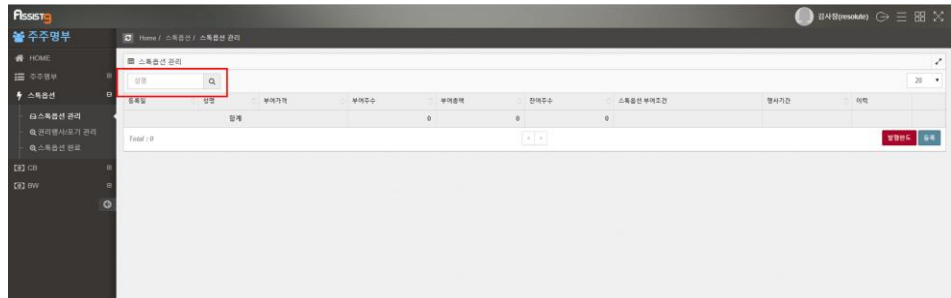 Assist9
김사장(resolute)
주주명부
Home / 스톡옵션 / 스톡옵션 관리
HOME
주주명부
스톡옵션
스톡옵션 관리
권리행사/포기 관리
스톡옵션 완료
CB
BW
스톡옵션 관리
성명
20
등록일 성명 부여가격 부여주수 부여총액 잔여주수 스톡옵션 부여조건 행사기간 이력
합계 0 0 0
Total : 0
발행한도 등록